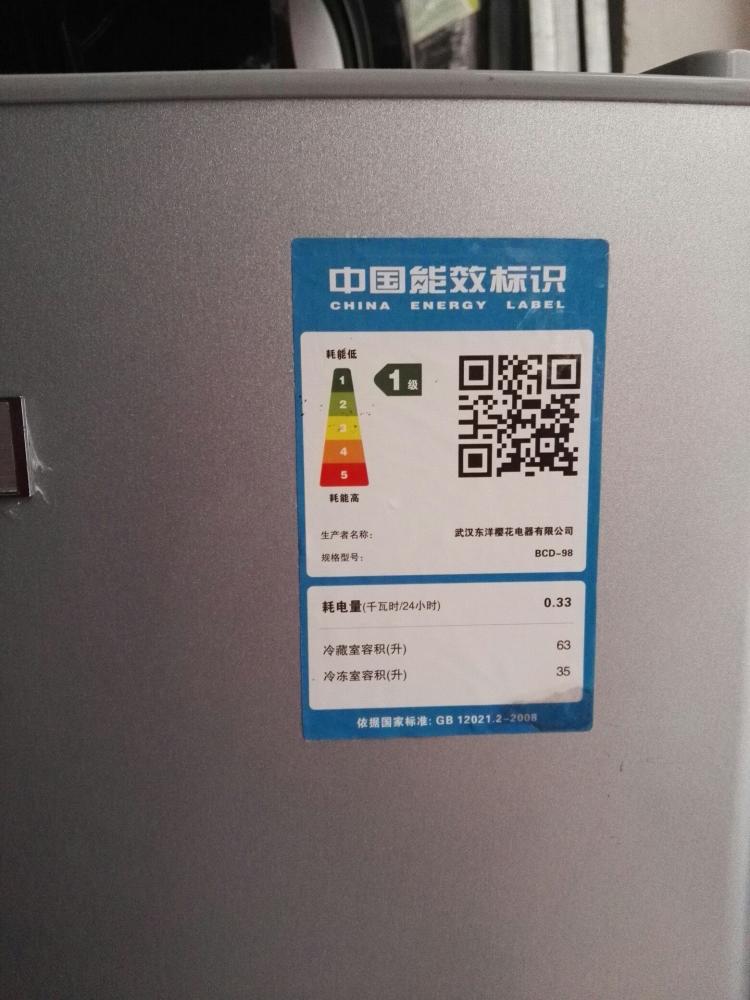 中国能效标识
CHINA ENERGY LABEL
耗能低
1
1级
2
3
4
5
耗能高
生产者名称: 武汉东洋樱花电器有限公司
规格型号: BCD-98
耗电量(千瓦时/24小时) 0.33
冷藏室容积(升) 63
冷冻室容积(升) 35
依据国家标准: GB 12021.2-2008